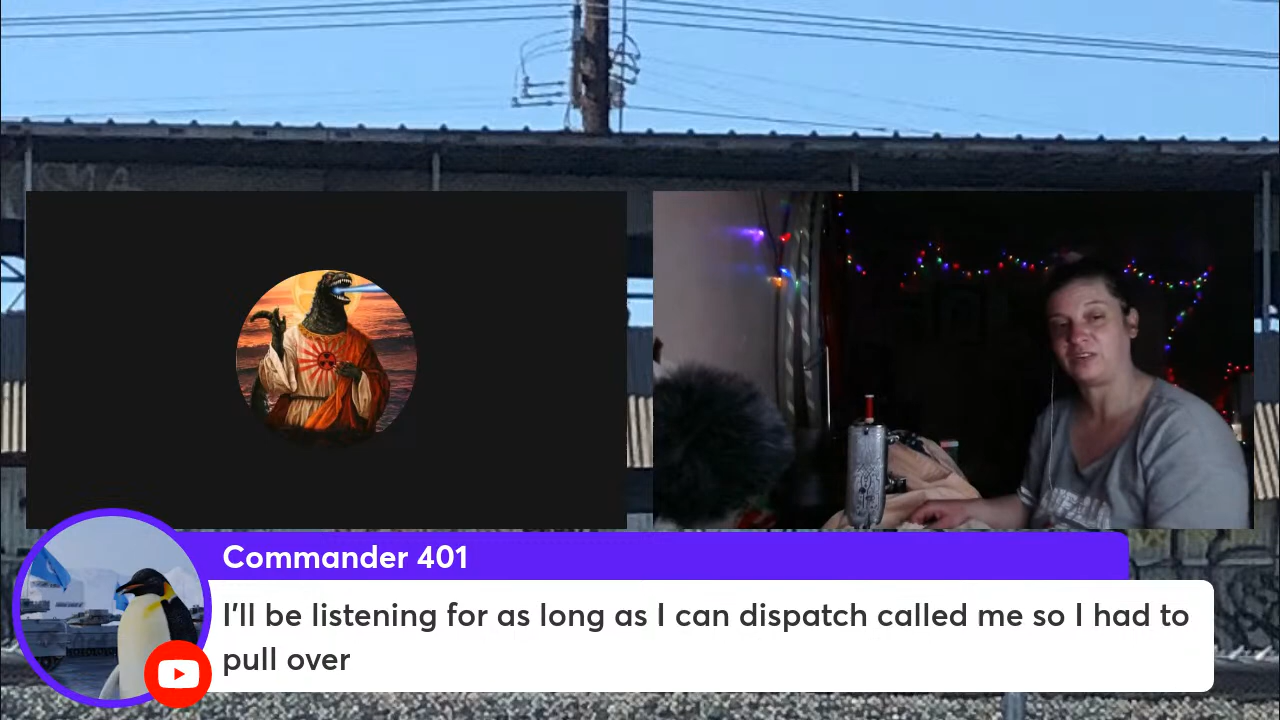 Commander 401
I'll be listening for as long as I can dispatch called me so I had to
pull over